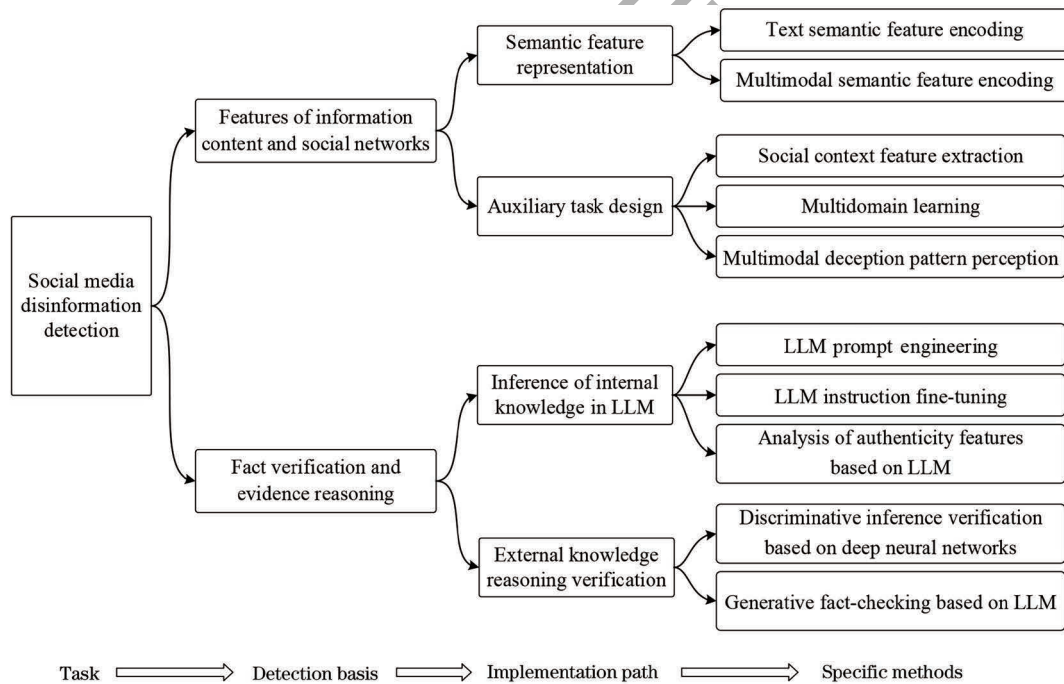 Social media
disinformation
detection
Features of information
content and social networks
Semantic feature
representation
Text semantic feature encoding
Multimodal semantic feature encoding
Auxiliary task design
Social context feature extraction
Multidomain learning
Multimodal deception pattern perception
Fact verification and
evidence reasoning
Inference of internal
knowledge in LLM
LLM prompt engineering
LLM instruction fine-tuning
Analysis of authenticity features
based on LLM
External knowledge
reasoning verification
Discriminative inference verification
based on deep neural networks
Generative fact-checking based on LLM
Task Detection basis Implementation path Specific methods